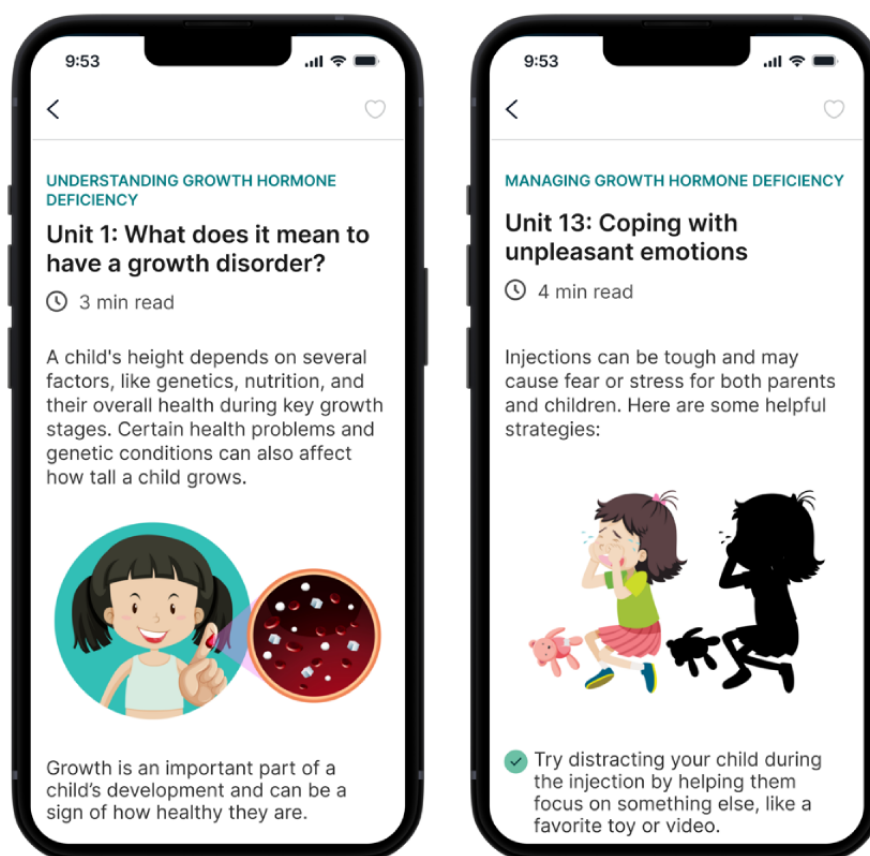 9:53
UNDERSTANDING GROWTH HORMONE
DEFICIENCY
Unit 1: What does it mean to
have a growth disorder?
3 min read
A child's height depends on several
factors, like genetics, nutrition, and
their overall health during key growth
stages. Certain health problems and
genetic conditions can also affect
how tall a child grows.
Growth is an important part of a
child’s development and can be a
sign of how healthy they are.
9:53
MANAGING GROWTH HORMONE DEFICIENCY
Unit 13: Coping with
unpleasant emotions
4 min read
Injections can be tough and may
cause fear or stress for both parents
and children. Here are some helpful
strategies:
Try distracting your child during
the injection by helping them
focus on something else, like a
favorite toy or video.